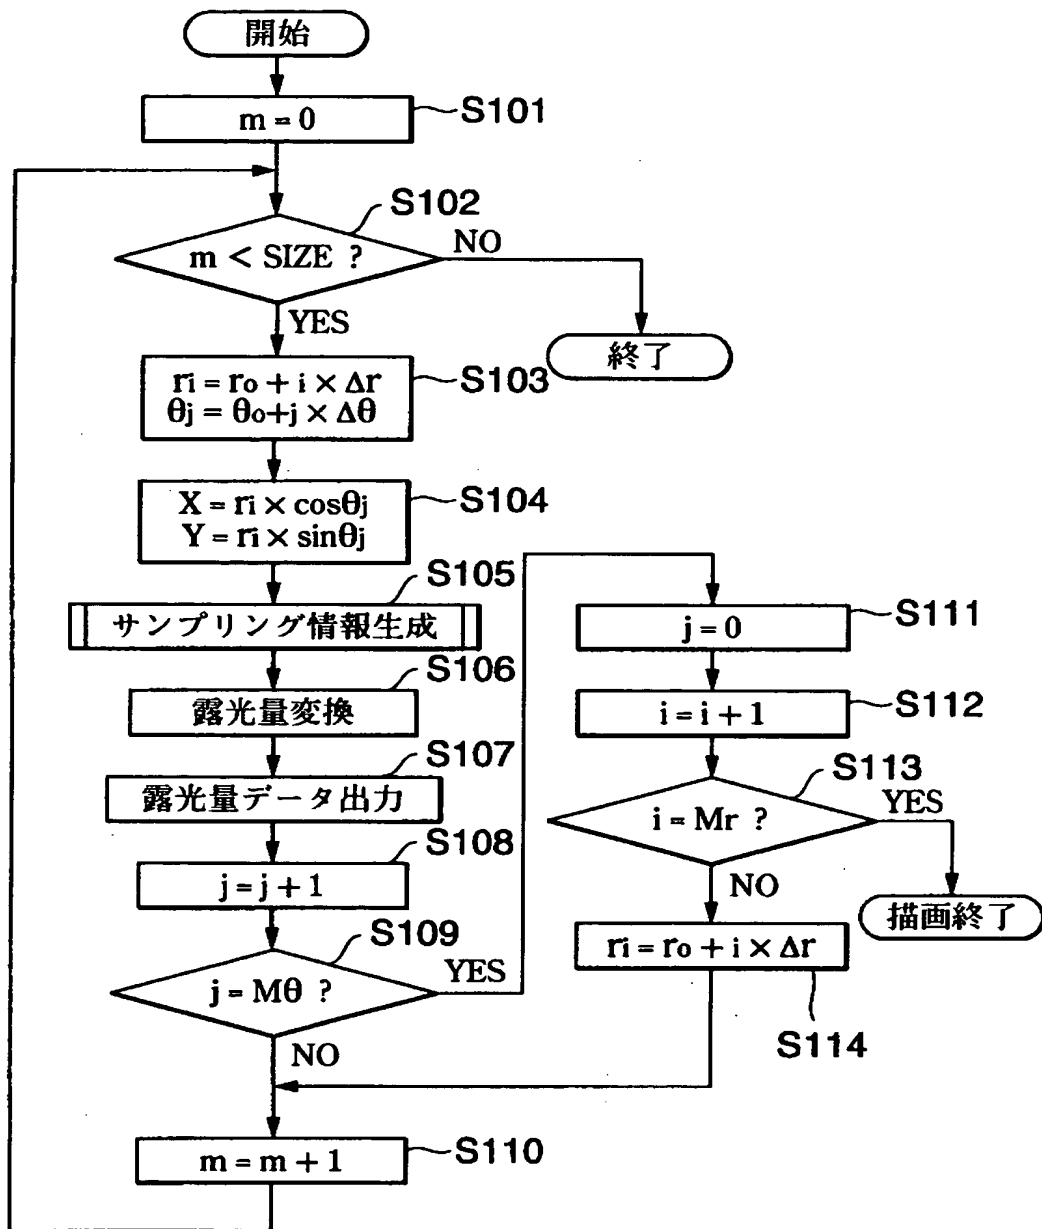 開始
m = 0
S101
m < SIZE ?
S102
NO
YES
終了
ri = ro + i × Δr
θj = θo+j × Δθ
S103
X = ri × cosθj
Y = ri × sinθj
S104
サンプリング情報生成
S105
露光量変換
S106
露光量データ出力
S107
j = j + 1
S108
j = Mθ ?
S109
YES
NO
m = m + 1
S110
j = 0
S111
i = i + 1
S112
i = Mr ?
S113
YES
NO
描画終了
ri = ro + i × Δr
S114